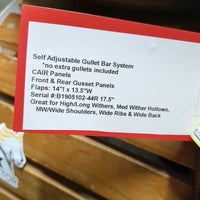 Self Adjustable Gullet Bar System
*no extra gullets included
CAIR Panels
Front & Rear Gusset Panels
Flaps: 14"l x 13.5"W
Serial #:B1905102-44R 17.5"
Great for High/Long Withers, Med Wither Hollows,
MW/Wide Shoulders, Wide Ribs & Wide Back